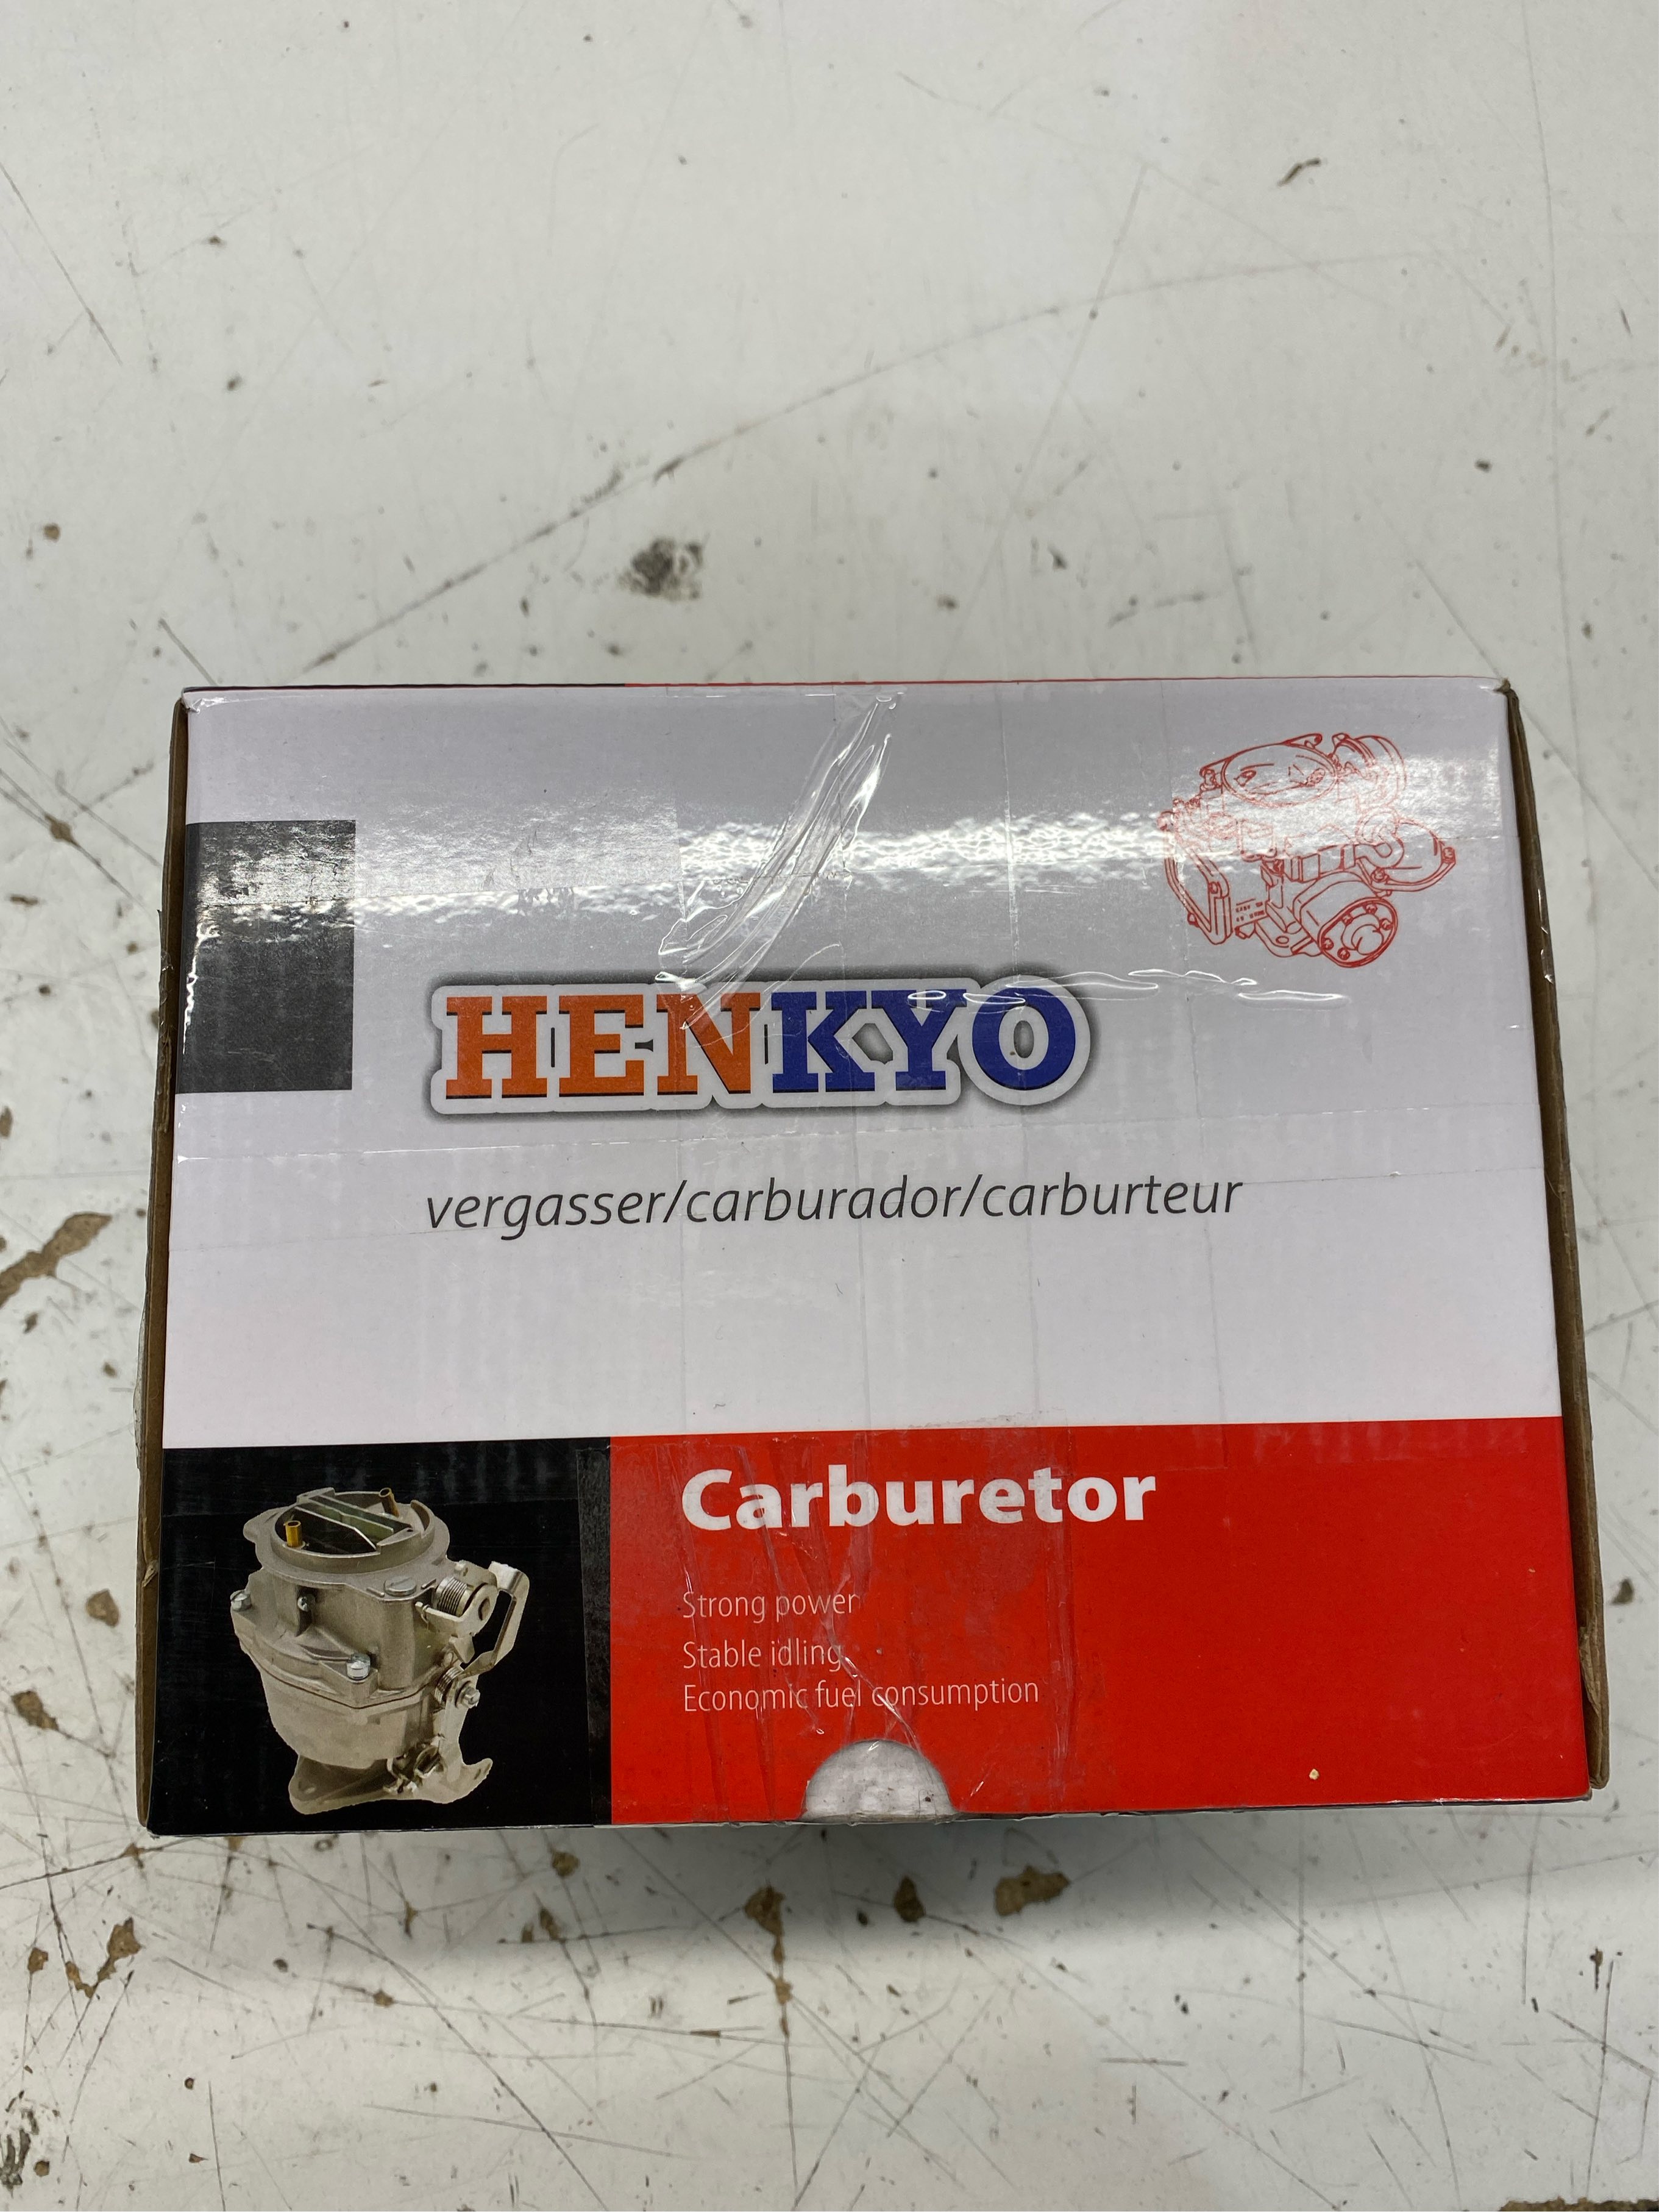 HENKYO
vergasser/carburador/carburteur
Carburetor
Strong power
Stable idling
Economic fuel consumption